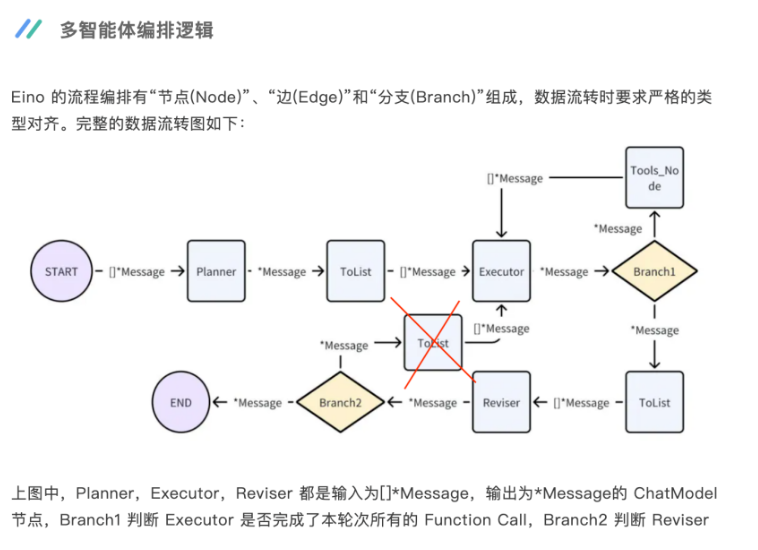 多智能体编排逻辑
Eino 的流程编排有“节点(Node)”、“边(Edge)”和“分支(Branch)”组成，数据流转时要求严格的类
型对齐。完整的数据流转图如下：
[]*Message
Tools_No
de
*Message
START
[]*Message
Planner
*Message
ToList
[]*Message
Executor
*Message
Branch1
[]*Message
*Message
ToList
*Message
END
*Message
Branch2
*Message
Reviser
[]*Message
ToList
上图中，Planner，Executor，Reviser 都是输入为[]*Message，输出为*Message的 ChatModel
节点，Branch1 判断 Executor 是否完成了本轮次所有的 Function Call，Branch2 判断 Reviser